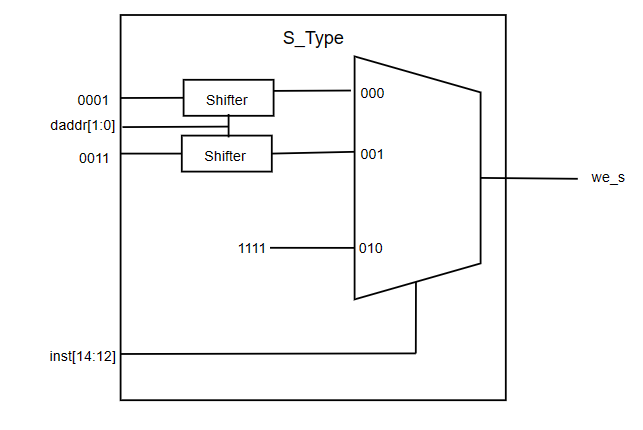 S_Type
0001
Shifter
000
daddr[1:0]
0011
Shifter
001
we_s
1111
010
inst[14:12]